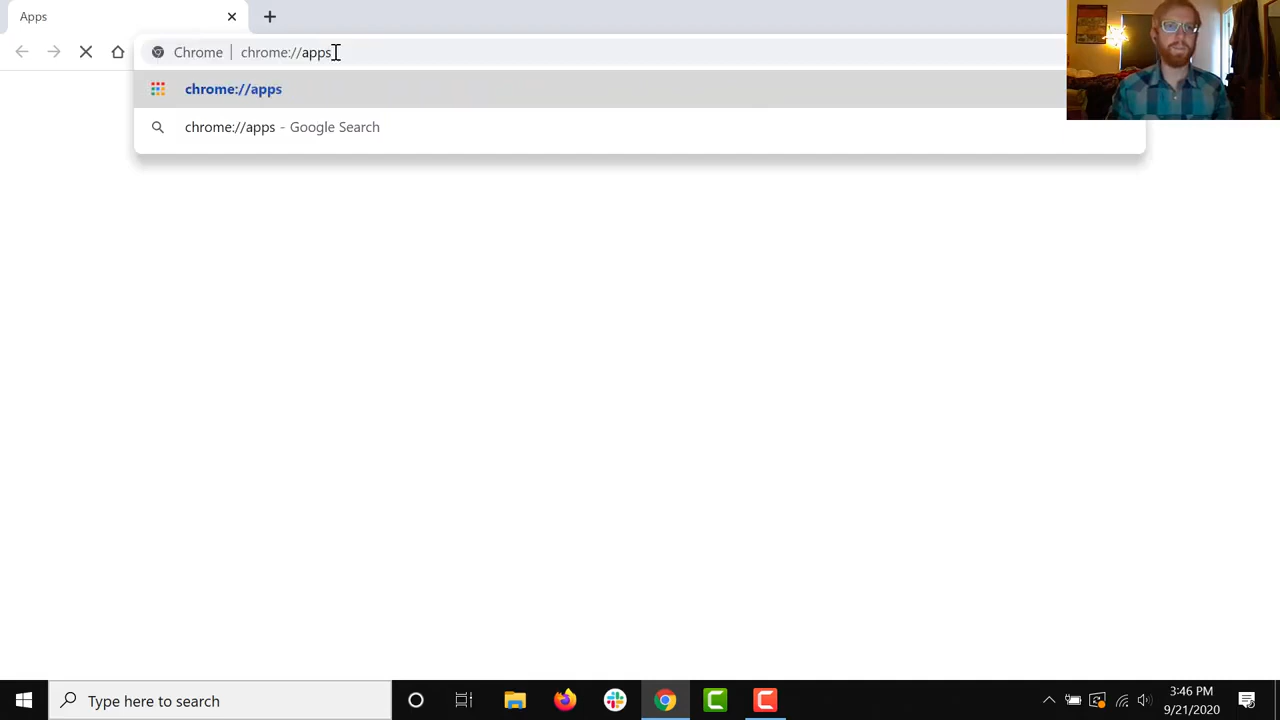 Apps
Chrome | chrome://apps
chrome://apps
chrome://apps - Google Search
Type here to search
3:46 PM
9/21/2020